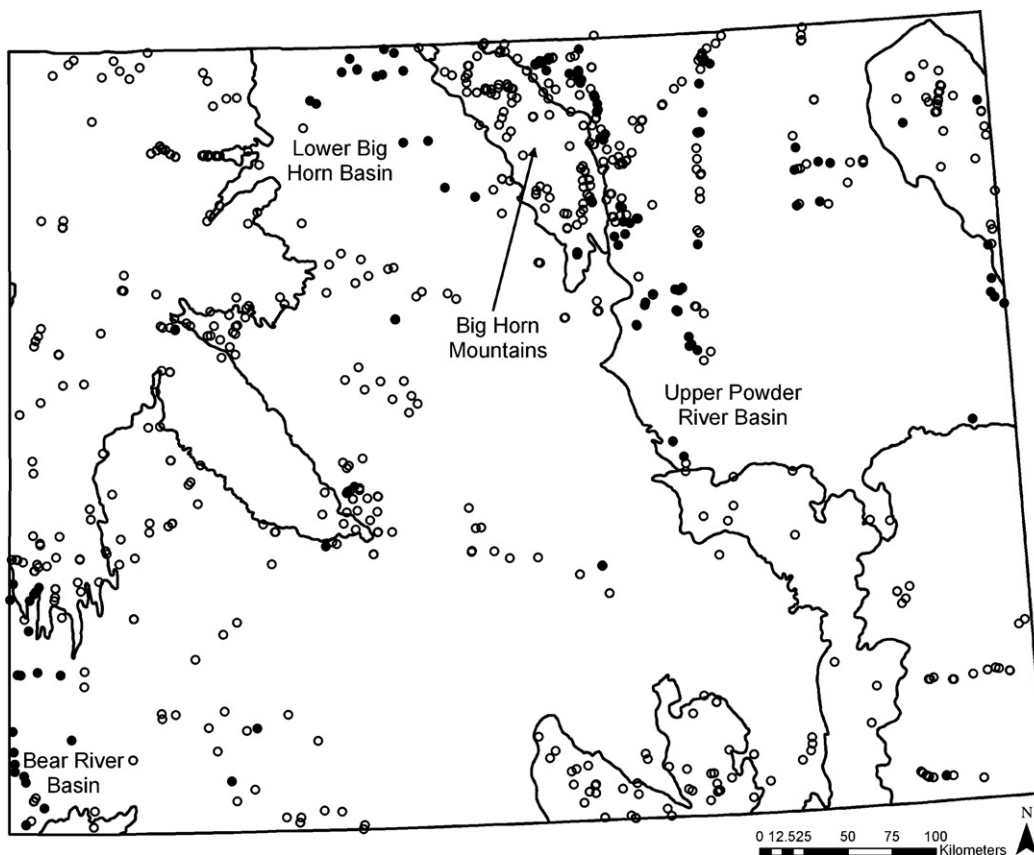 Lower Big
Horn Basin
Big Horn
Mountains
Upper Powder
River Basin
Bear River
Basin
N
0 12.525 50 75 100
Kilometers